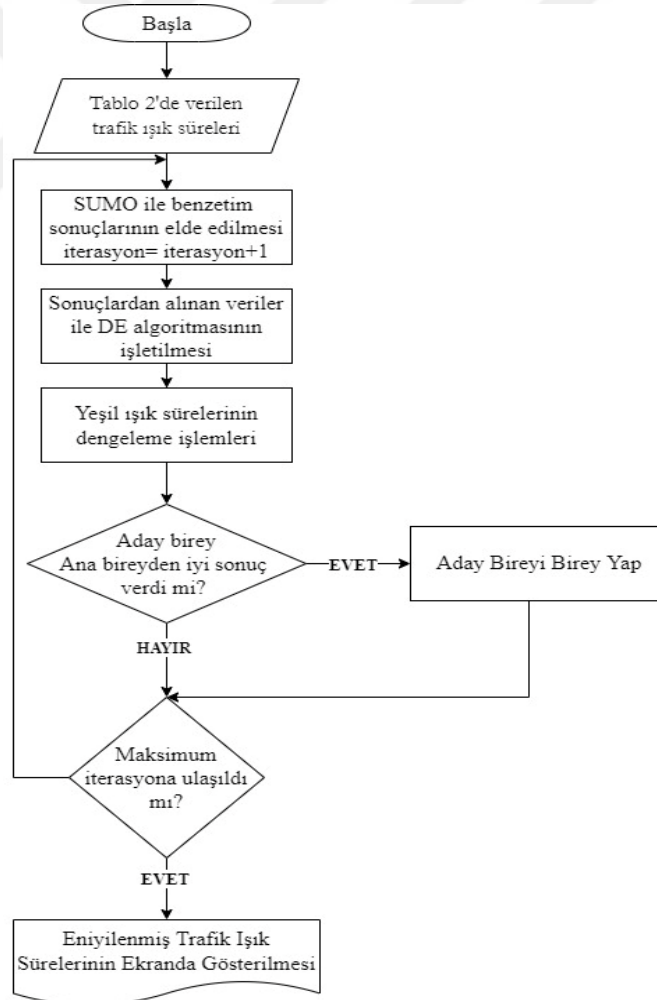 Başla
Tablo 2'de verilen
trafik ışık süreleri
SUMO ile benzetim
sonuçlarının elde edilmesi
iterasyon= iterasyon+1
Sonuçlardan alınan veriler
ile DE algoritmasının
işletilmesi
Yeşil ışık sürelerinin
dengeleme işlemleri
Aday birey
Ana bireyden iyi sonuç
verdi mi?
EVET
Aday Bireyi Birey Yap
HAYIR
Maksimum
iterasyona ulaşıldı
mı?
EVET
Eniyilenmiş Trafik Işık
Sürelerinin Ekranda Gösterilmesi